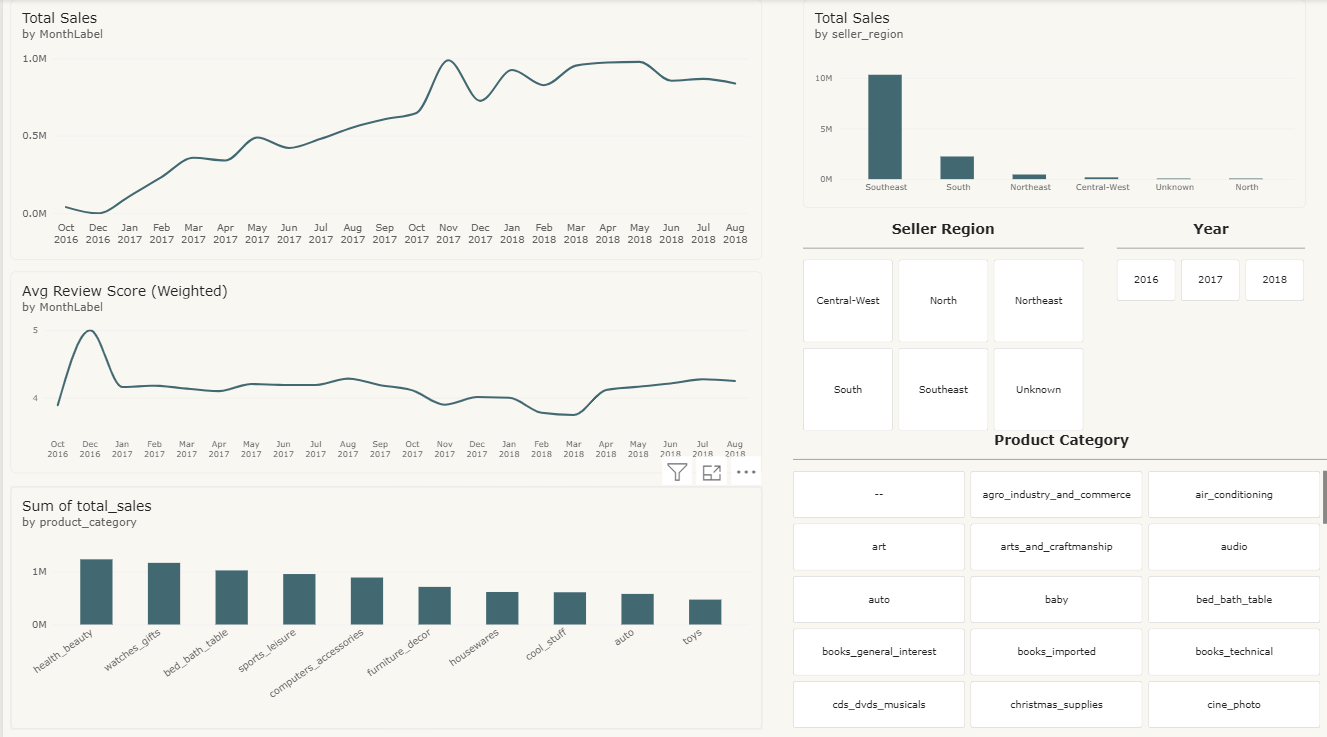 Total Sales
by MonthLabel
1.0M
0.5M
0.0M
Oct Dec Jan Feb Mar Apr May Jun Jul Aug Sep Oct Nov Dec Jan Feb Mar Apr May Jun Jul Aug
2016 2016 2017 2017 2017 2017 2017 2017 2017 2017 2017 2017 2017 2017 2018 2018 2018 2018 2018 2018 2018 2018
Avg Review Score (Weighted)
by MonthLabel
5
4
Oct Dec Jan Feb Mar Apr May Jun Jul Aug Sep Oct Nov Dec Jan Feb Mar Apr May Jun Jul Aug
2016 2016 2017 2017 2017 2017 2017 2017 2017 2017 2017 2017 2017 2017 2018 2018 2018 2018 2018 2018 2018 2018
Sum of total_sales
by product_category
1M
0M
health_beauty
watches_gifts
bed_bath_table
sports_leisure
computers_accessories
furniture_decor
housewares
cool_stuff
auto
toys
Total Sales
by seller_region
10M
5M
0M
Southeast South Northeast Central-West Unknown North
Seller Region
Central-West North Northeast
South Southeast Unknown
Year
2016 2017 2018
Product Category
-- agro_industry_and_commerce air_conditioning
art arts_and_craftmanship audio
auto baby bed_bath_table
books_general_interest books_imported books_technical
cds_dvds_musicals christmas_supplies cine_photo